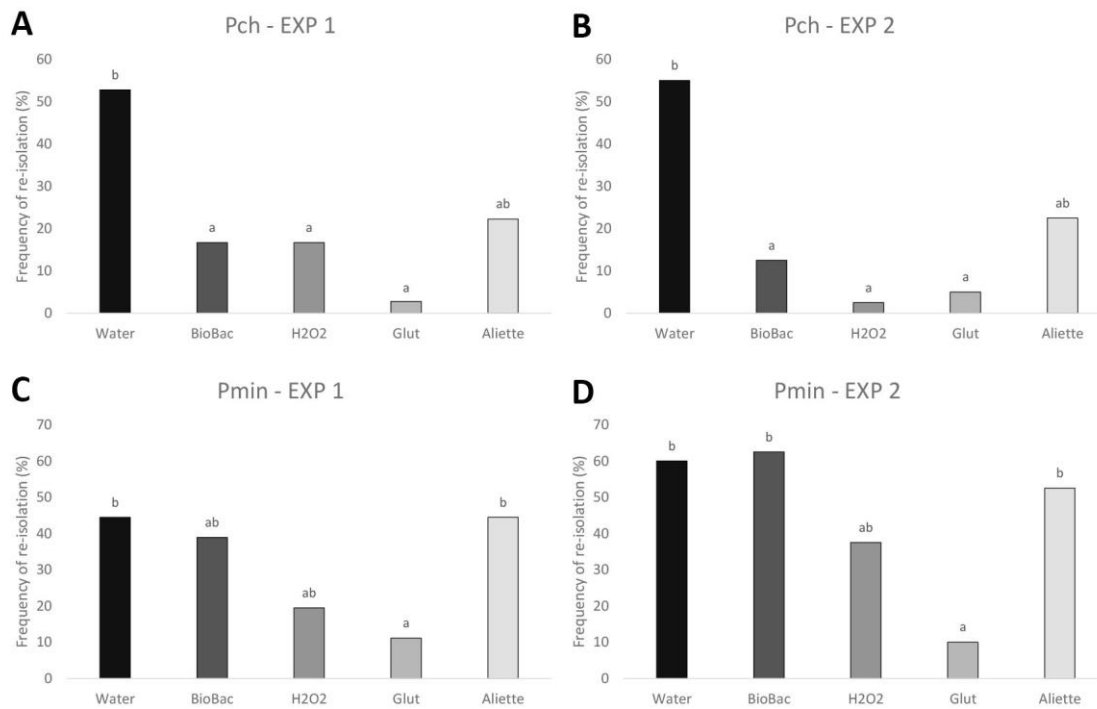 A
Pch - EXP 1
Frequency of re-isolation (%)
60
50
40
30
20
10
0
b
a
a
a
ab
Water BioBac H2O2 Glut Aliette
B
Pch - EXP 2
Frequency of re-isolation (%)
60
50
40
30
20
10
0
b
a
a
a
ab
Water BioBac H2O2 Glut Aliette
C
Pmin - EXP 1
Frequency of re-isolation (%)
70
60
50
40
30
20
10
0
b
ab
ab
a
b
Water BioBac H2O2 Glut Aliette
D
Pmin - EXP 2
Frequency of re-isolation (%)
70
60
50
40
30
20
10
0
b
b
ab
a
b
Water BioBac H2O2 Glut Aliette